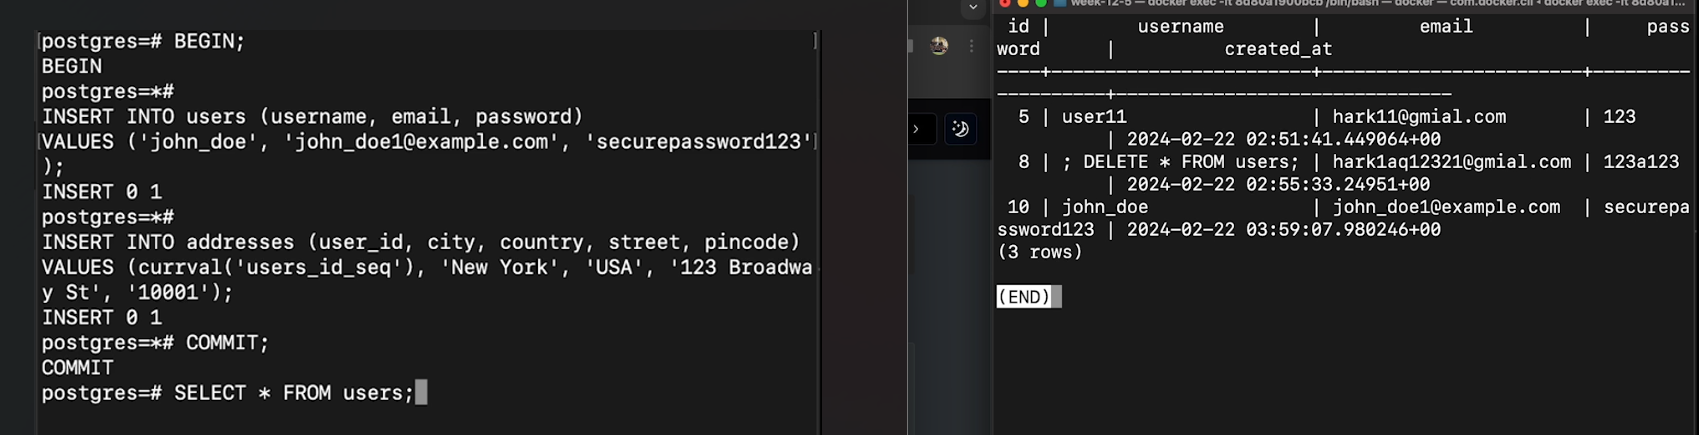 postgres=# BEGIN;
BEGIN
postgres=*#
INSERT INTO users (username, email, password)
VALUES ('john_doe', 'john_doe1@example.com', 'securepassword123'
);
INSERT 0 1
postgres=*#
INSERT INTO addresses (user_id, city, country, street, pincode)
VALUES (currval('users_id_seq'), 'New York', 'USA', '123 Broadwa
y St', '10001');
INSERT 0 1
postgres=*# COMMIT;
COMMIT
postgres=# SELECT * FROM users;
week-12-5 — docker exec -it 8d80a1900bcb /bin/bash — docker — com.docker.cli • docker exec -it 8d80a1...
id | username | email | pass
word | created_at
----+--------------------------+--------------------------+---------
-----------+-------------------------------
5 | user11 | hark11@gmial.com | 123
| 2024-02-22 02:51:41.449064+00
8 | ; DELETE * FROM users; | hark1aq12321@gmial.com | 123a123
| 2024-02-22 02:55:33.24951+00
10 | john_doe | john_doe1@example.com | securepa
ssword123 | 2024-02-22 03:59:07.980246+00
(3 rows)
(END)